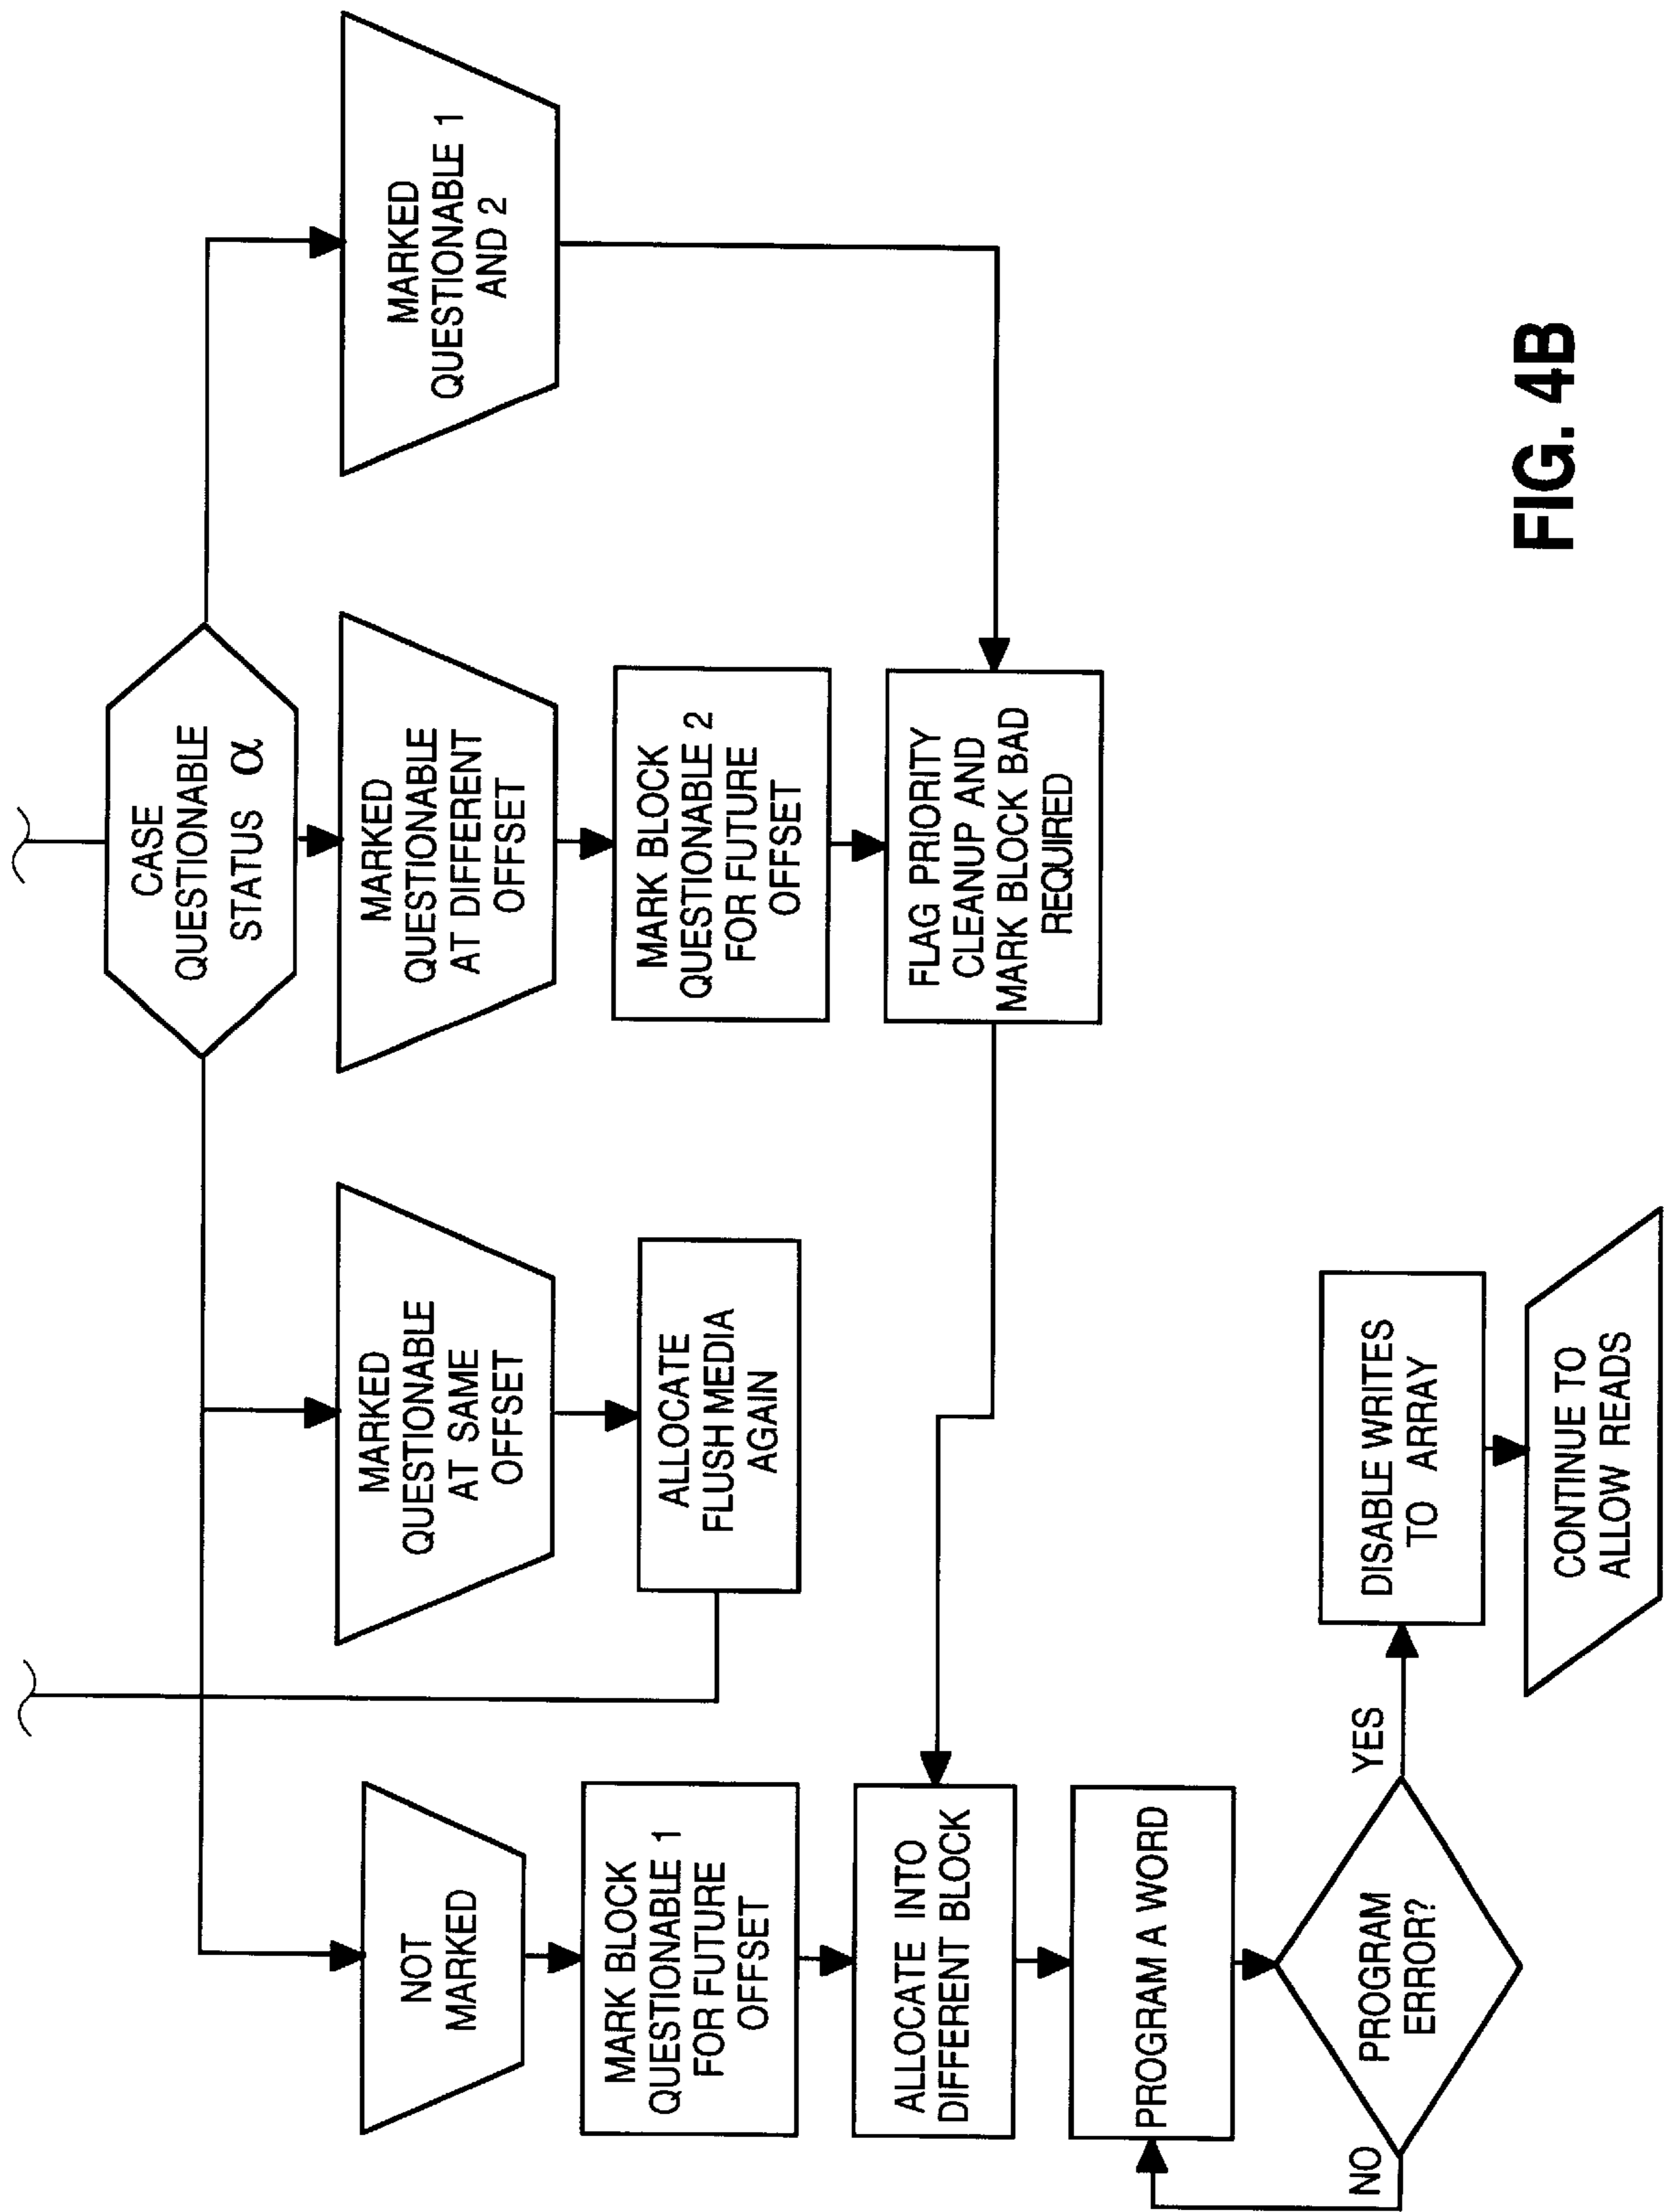 CASE
QUESTIONABLE
STATUS α
NOT
MARKED
MARKED
QUESTIONABLE
AT SAME
OFFSET
MARKED
QUESTIONABLE
AT DIFFERENT
OFFSET
MARKED
QUESTIONABLE 1
AND 2
MARK BLOCK
QUESTIONABLE 1
FOR FUTURE
OFFSET
ALLOCATE
FLUSH MEDIA
AGAIN
MARK BLOCK
QUESTIONABLE 2
FOR FUTURE
OFFSET
ALLOCATE INTO
DIFFERENT BLOCK
FLAG PRIORITY
CLEANUP AND
MARK BLOCK BAD
REQUIRED
PROGRAM A WORD
PROGRAM
ERROR?
NO
YES
DISABLE WRITES
TO ARRAY
CONTINUE TO
ALLOW READS
FIG. 4B